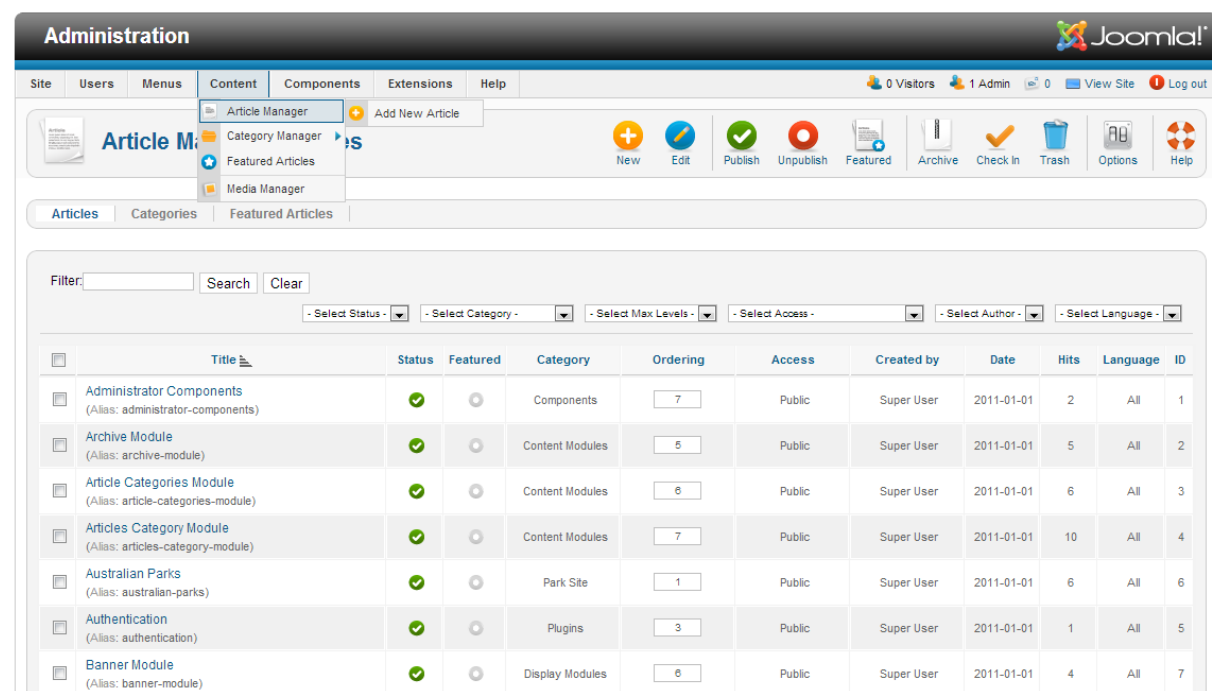 Administration
Joomla!
Site Users Menus Content Components Extensions Help 0 Visitors 1 Admin 0 View Site Log out
Article Manager Add New Article
Category Manager
Featured Articles
Media Manager
Article Ma
es
New Edit Publish Unpublish Featured Archive Check In Trash Options Help
Articles Categories Featured Articles
Filter: Search Clear
- Select Status - - Select Category - - Select Max Levels - - Select Access - - Select Author - - Select Language -
Title Status Featured Category Ordering Access Created by Date Hits Language ID
Administrator Components
(Alias: administrator-components) Components 7 Public Super User 2011-01-01 2 All 1
Archive Module
(Alias: archive-module) Content Modules 5 Public Super User 2011-01-01 5 All 2
Article Categories Module
(Alias: article-categories-module) Content Modules 6 Public Super User 2011-01-01 6 All 3
Articles Category Module
(Alias: articles-category-module) Content Modules 7 Public Super User 2011-01-01 10 All 4
Australian Parks
(Alias: australian-parks) Park Site 1 Public Super User 2011-01-01 6 All 6
Authentication
(Alias: authentication) Plugins 3 Public Super User 2011-01-01 1 All 5
Banner Module
(Alias: banner-module) Display Modules 6 Public Super User 2011-01-01 4 All 7